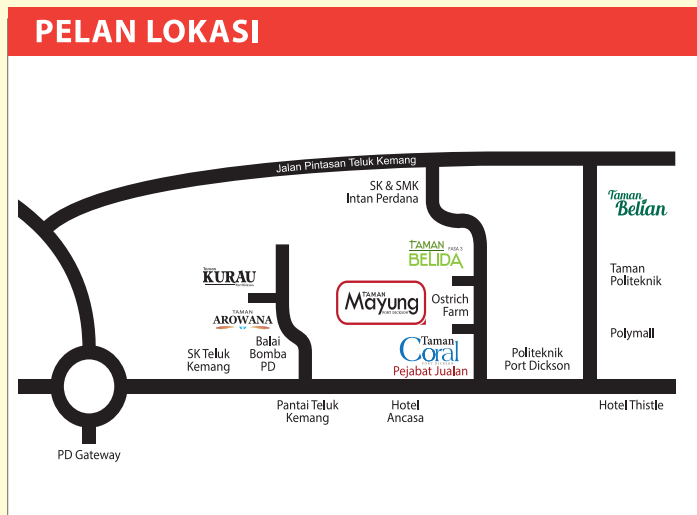 PELAN LOKASI
Jalan Pintasan Teluk Kemang
SK & SMK
Intan Perdana
Taman
Belian
TAMAN FASA 3
BELIDA
Taman
Politeknik
KURAU
TAMAN
Mayung
PORT DICKSON
Ostrich
Farm
TAMAN
AROWANA
Polymall
Balai
Bomba
PD
SK Teluk
Kemang
Taman
Coral
Pejabat Jualan
Politeknik
Port Dickson
Pantai Teluk
Kemang
Hotel
Ancasa
Hotel Thistle
PD Gateway